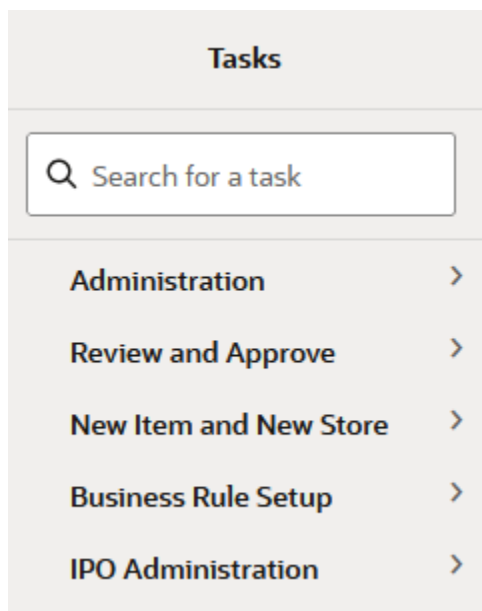 Tasks
Search for a task
Administration
Review and Approve
New Item and New Store
Business Rule Setup
IPO Administration